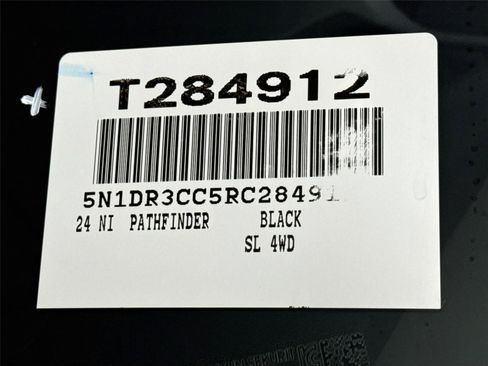 T284912
5N1DR3CC5RC28491
24 NI PATHFINDER BLACK
SL 4WD